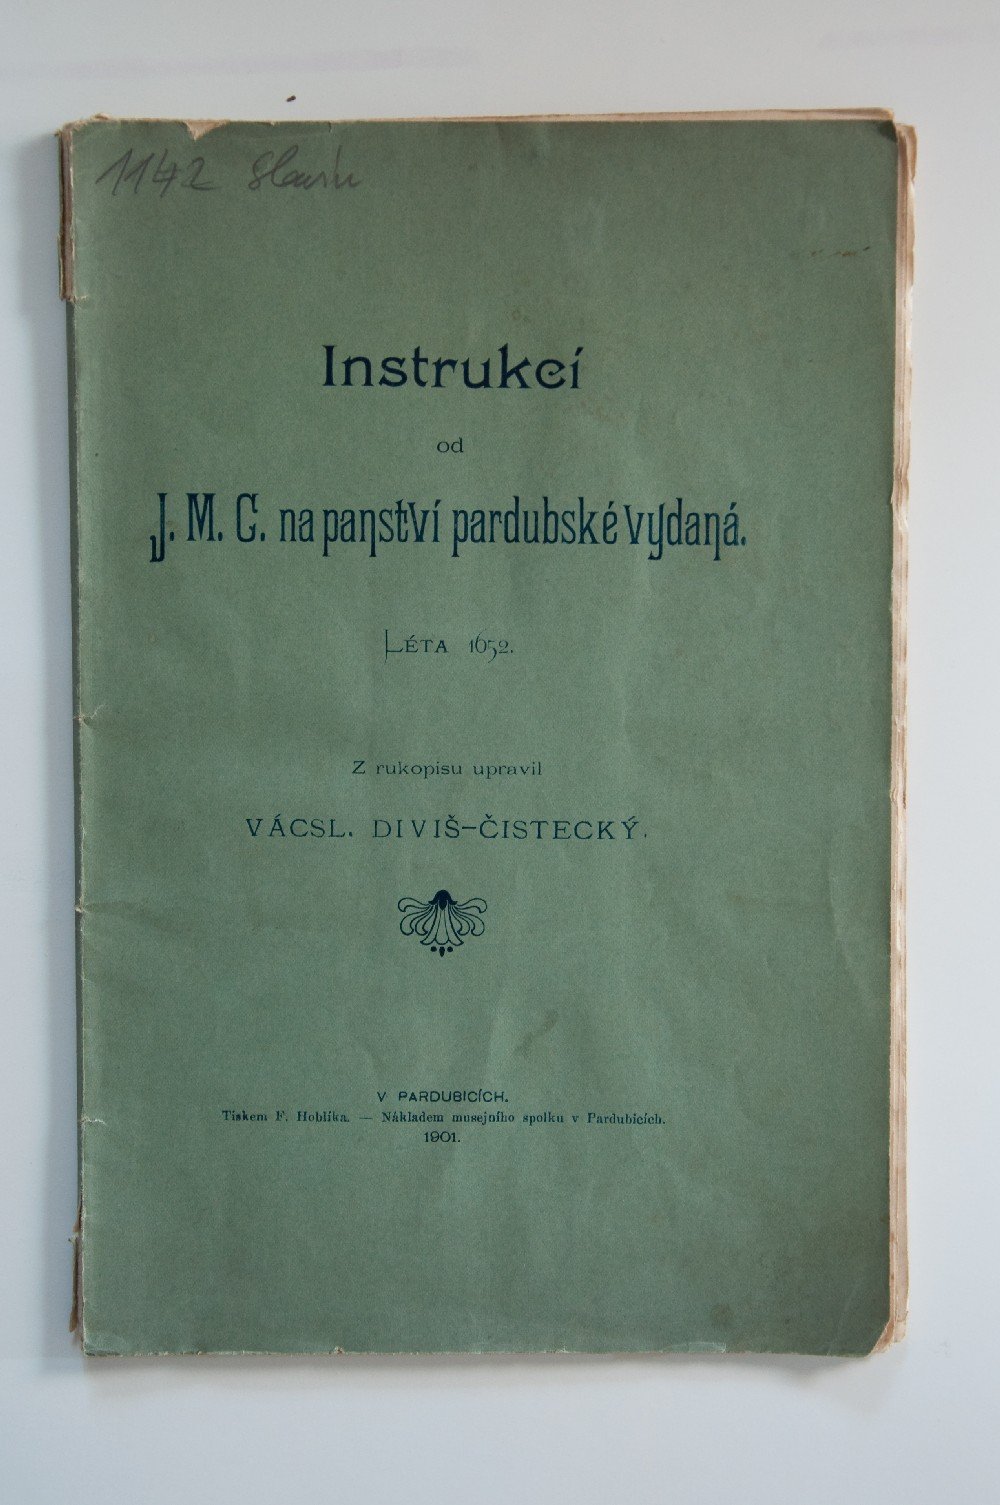 1142
Instrukcí
od
J. M. C. na panství pardubské vydaná.
Léta 1652.
Z rukopisu upravil
VÁCSL. DIVIŠ-ČISTECKÝ.
V PARDUBICÍCH.
Tiskem F. Hoblíka. — Nákladem musejního spolku v Pardubicích.
1901.